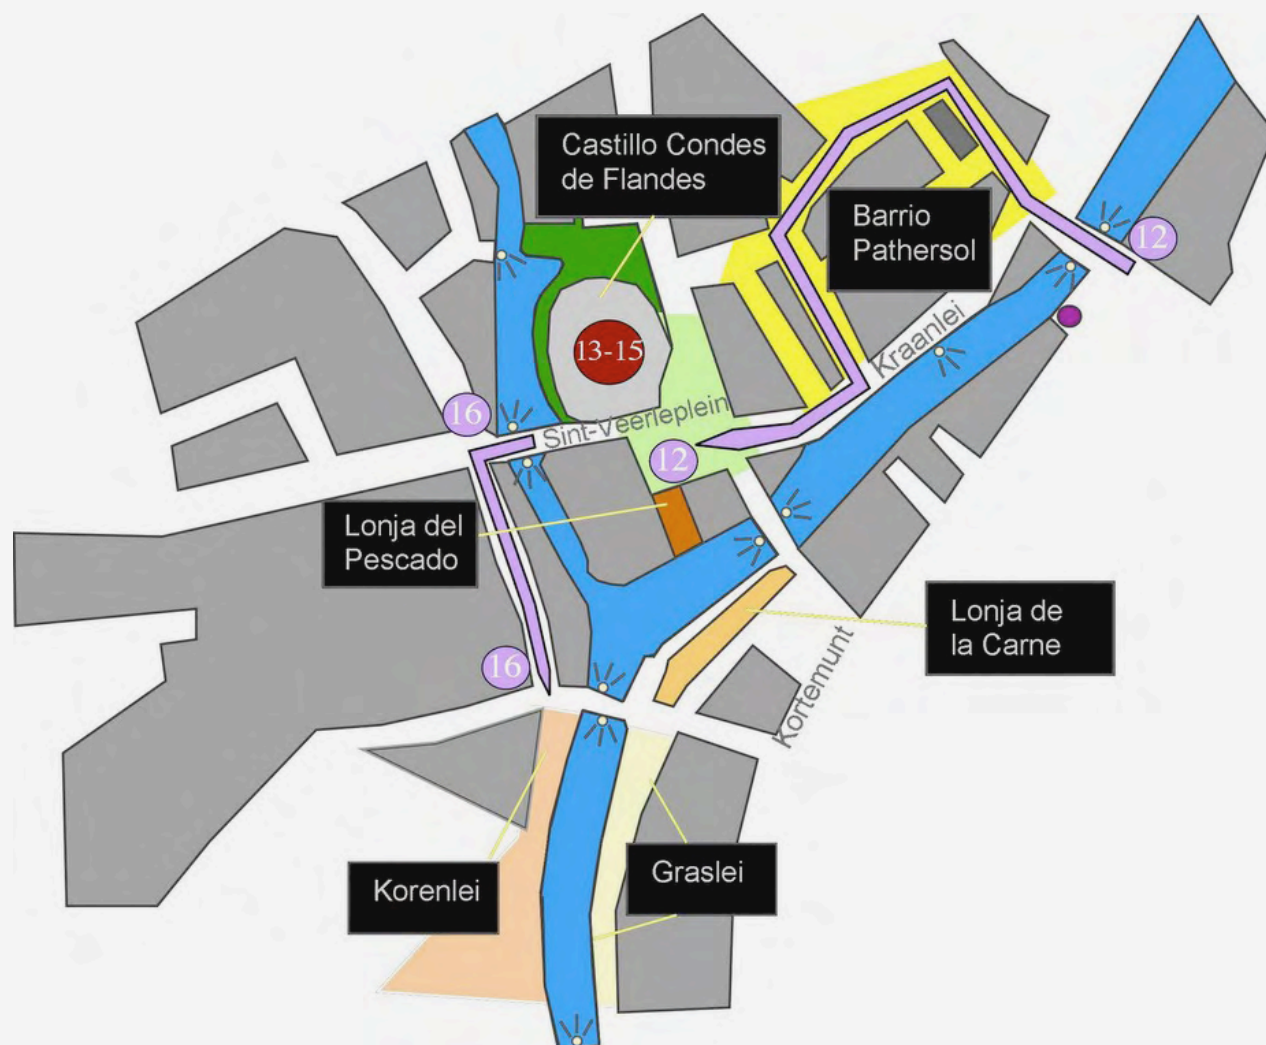 Castillo Condes
de Flandes
Barrio
Pathersol
12
13-15
Kraanlei
16
Sint-Veerleplein
12
Lonja del
Pescado
Lonja de
la Carne
16
Kortemunt
Korenlei
Graslei